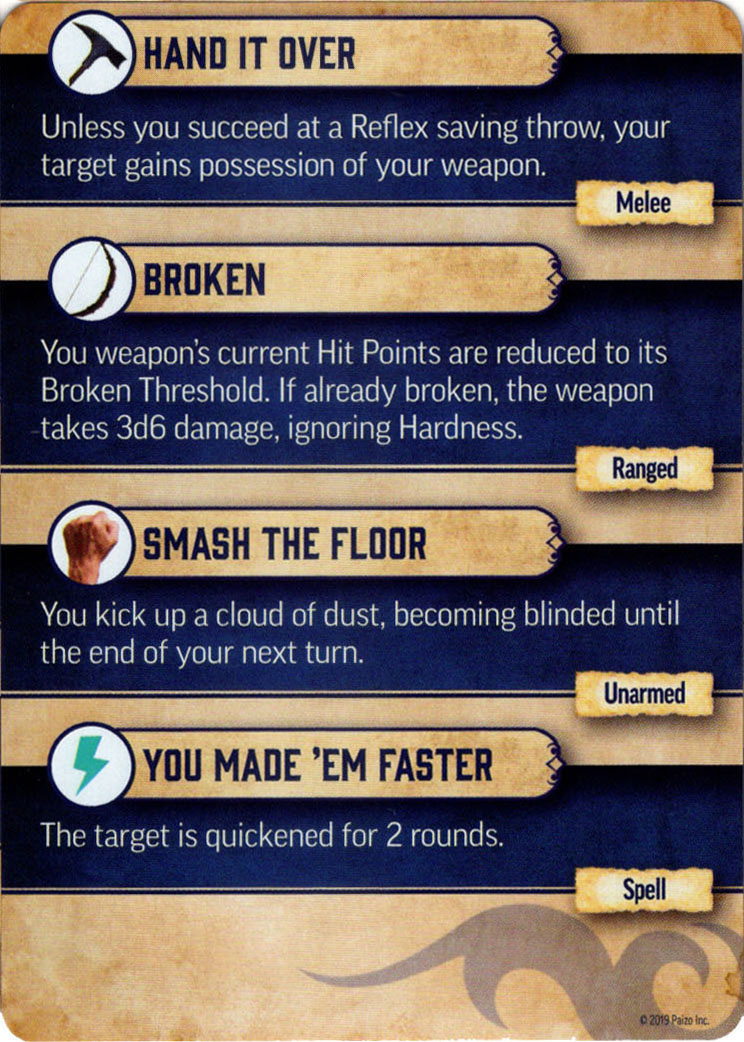 HAND IT OVER
Unless you succeed at a Reflex saving throw, your
target gains possession of your weapon.
Melee
BROKEN
You weapon's current Hit Points are reduced to its
Broken Threshold. If already broken, the weapon
takes 3d6 damage, ignoring Hardness.
Ranged
SMASH THE FLOOR
You kick up a cloud of dust, becoming blinded until
the end of your next turn.
Unarmed
YOU MADE 'EM FASTER
The target is quickened for 2 rounds.
Spell
© 2019 Paizo Inc.